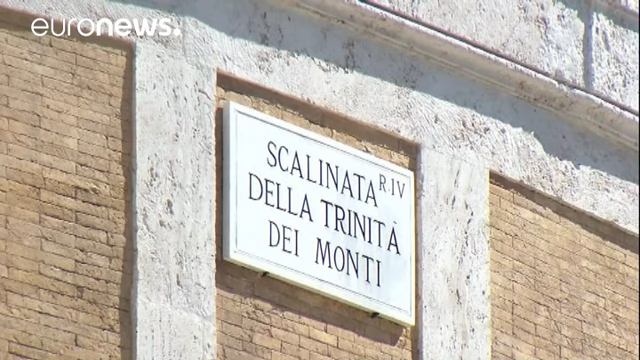 euronews.
SCALINATA R·IV
DELLA TRINITÀ
DEI MONTI